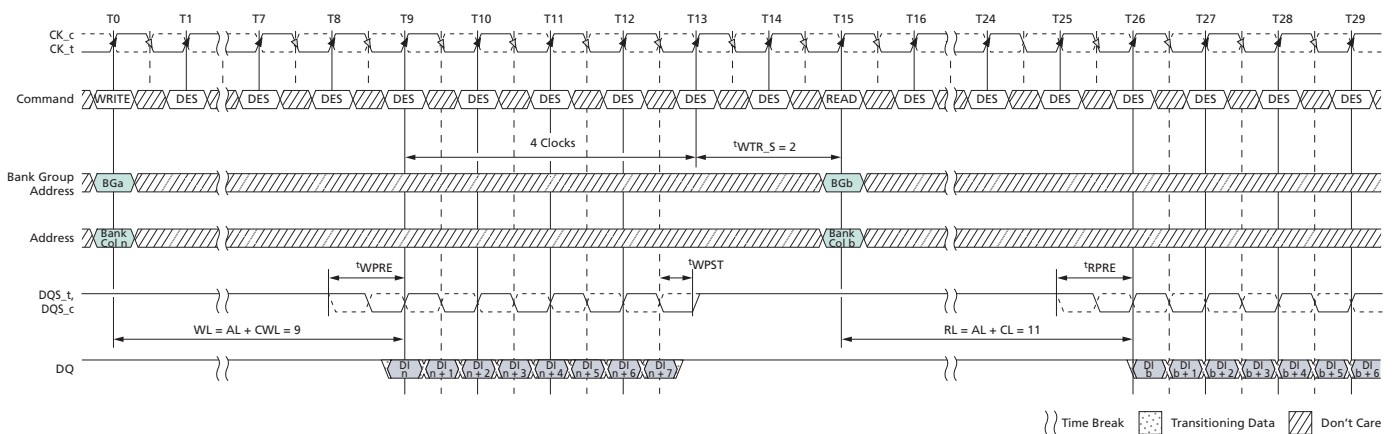 T0 T1 T7 T8 T9 T10 T11 T12 T13 T14 T15 T16 T24 T25 T26 T27 T28 T29
CK_c
CK_t
Command WRITE DES DES DES DES DES DES DES DES DES READ DES DES DES DES DES DES DES
4 Clocks tWTR_S = 2
Bank Group
Address
BGa BGb
Address
Bank
Col n
Bank
Col b
tWPRE tWPST tRPRE
DQS_t,
DQS_c
WL = AL + CWL = 9 RL = AL + CL = 11
DQ
DI
n
DI
n + 1
DI
n + 2
DI
n + 3
DI
n + 4
DI
n + 5
DI
n + 6
DI
n + 7
DI
b
DI
b + 1
DI
b + 2
DI
b + 3
DI
b + 4
DI
b + 5
DI
b + 6
Time Break Transitioning Data Don't Care